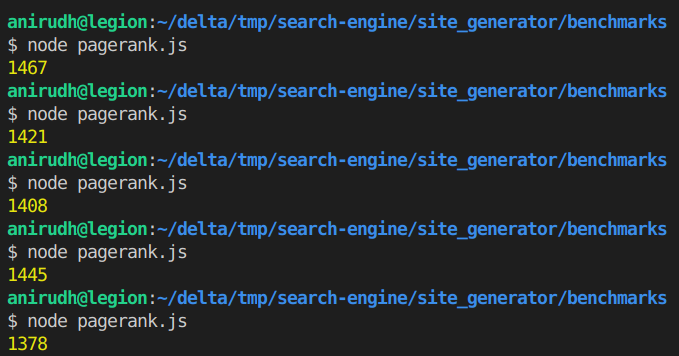 anirudh@legion:~/delta/tmp/search-engine/site_generator/benchmarks
$ node pagerank.js
1467
anirudh@legion:~/delta/tmp/search-engine/site_generator/benchmarks
$ node pagerank.js
1421
anirudh@legion:~/delta/tmp/search-engine/site_generator/benchmarks
$ node pagerank.js
1408
anirudh@legion:~/delta/tmp/search-engine/site_generator/benchmarks
$ node pagerank.js
1445
anirudh@legion:~/delta/tmp/search-engine/site_generator/benchmarks
$ node pagerank.js
1378